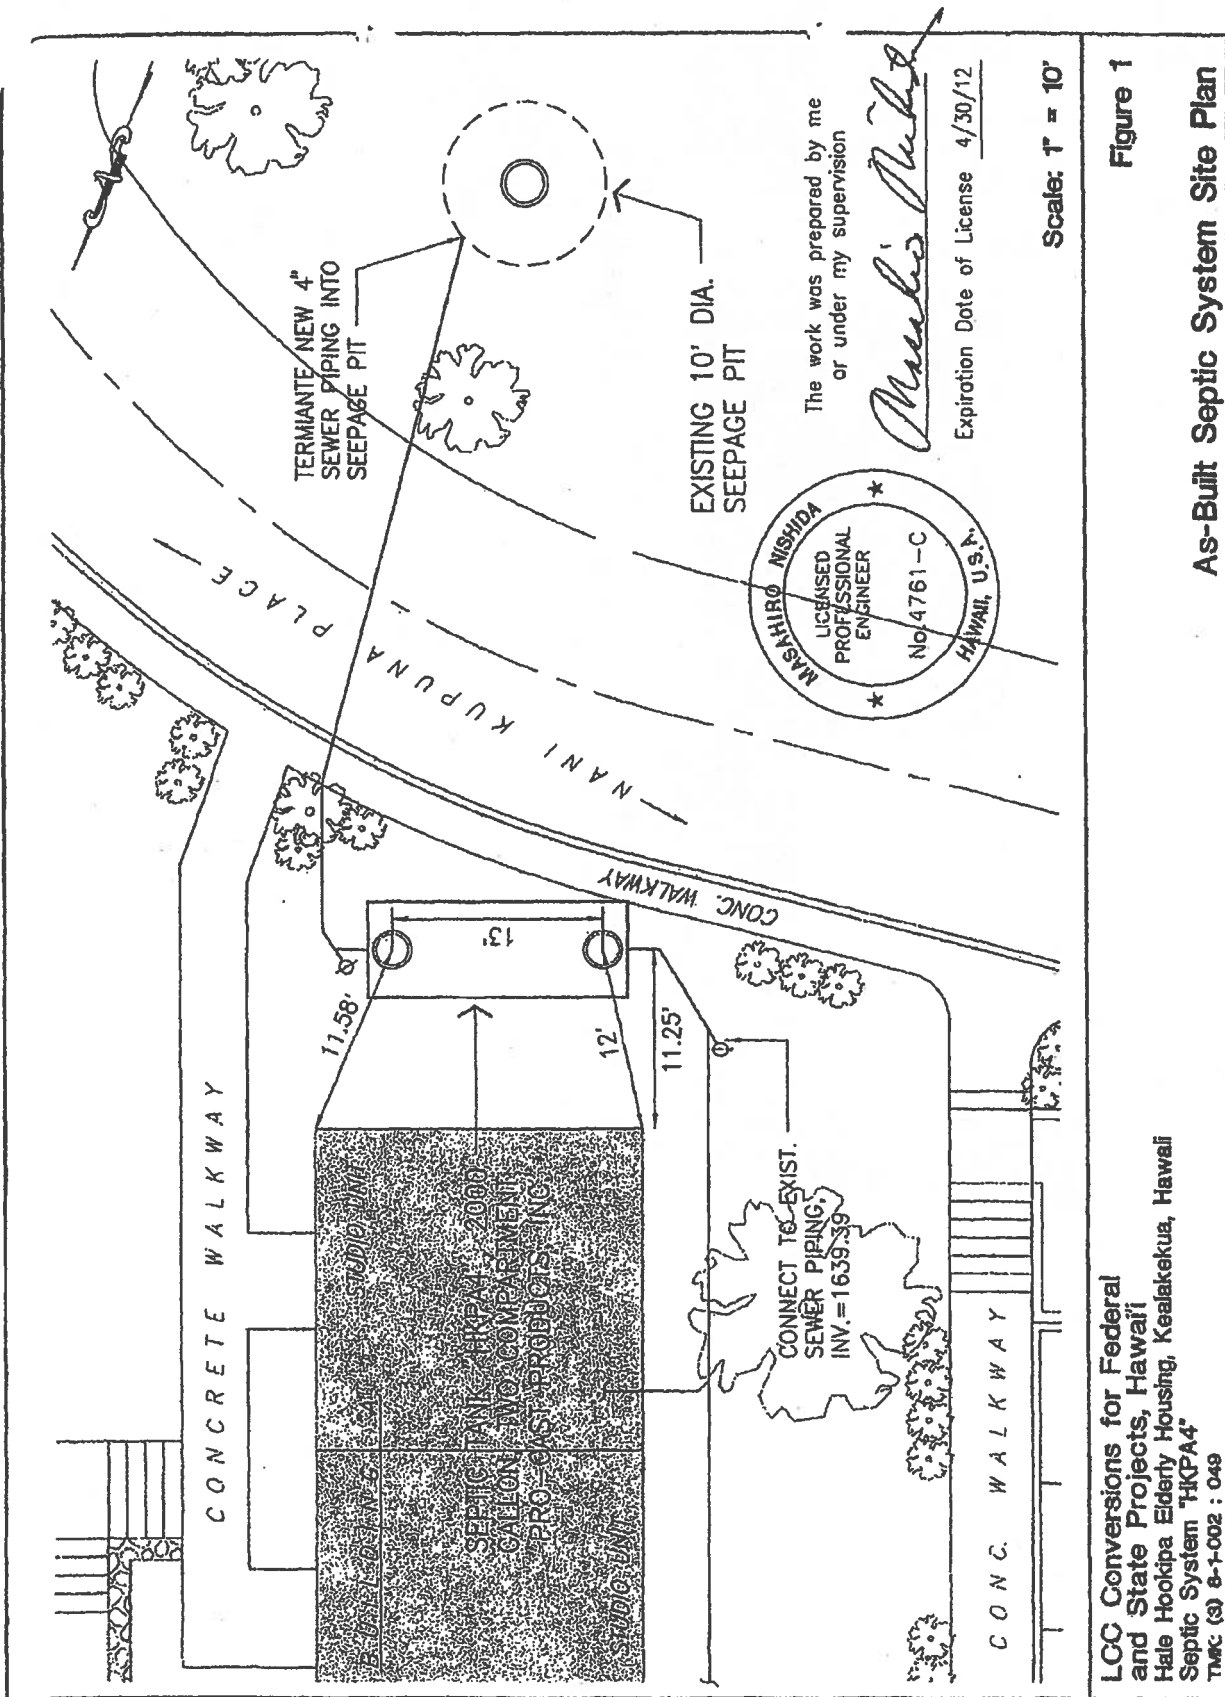 TERMIANTE NEW 4"
SEWER PIPING INTO
SEEPAGE PIT
EXISTING 10' DIA.
SEEPAGE PIT
NANI KUPUNA PLACE
CONC. WALKWAY
CONCRETE WALKWAY
13'
11.58'
12'
11.25'
STUDIO UNIT
SEPTIC TANK "HKPA4" 2000
GALLON TWO COMPARTMENT
PRO-CAST PRODUCTS, INC.
STUDIO UNIT
CONNECT TO EXIST.
SEWER PIPING,
INV.=1639.39
CONC. WALKWAY
The work was prepared by me
or under my supervision
MASAHIRO NISHIDA
LICENSED
PROFESSIONAL
ENGINEER
No.4761-C
HAWAII, U.S.A.
Expiration Date of License 4/30/12
Scale: 1" = 10'
LCC Conversions for Federal
and State Projects, Hawai'i
Hale Hookipa Elderly Housing, Kealakekua, Hawaii
Septic System "HKPA4"
TMK: (3) 8-1-002 : 049
Figure 1
As-Built Septic System Site Plan